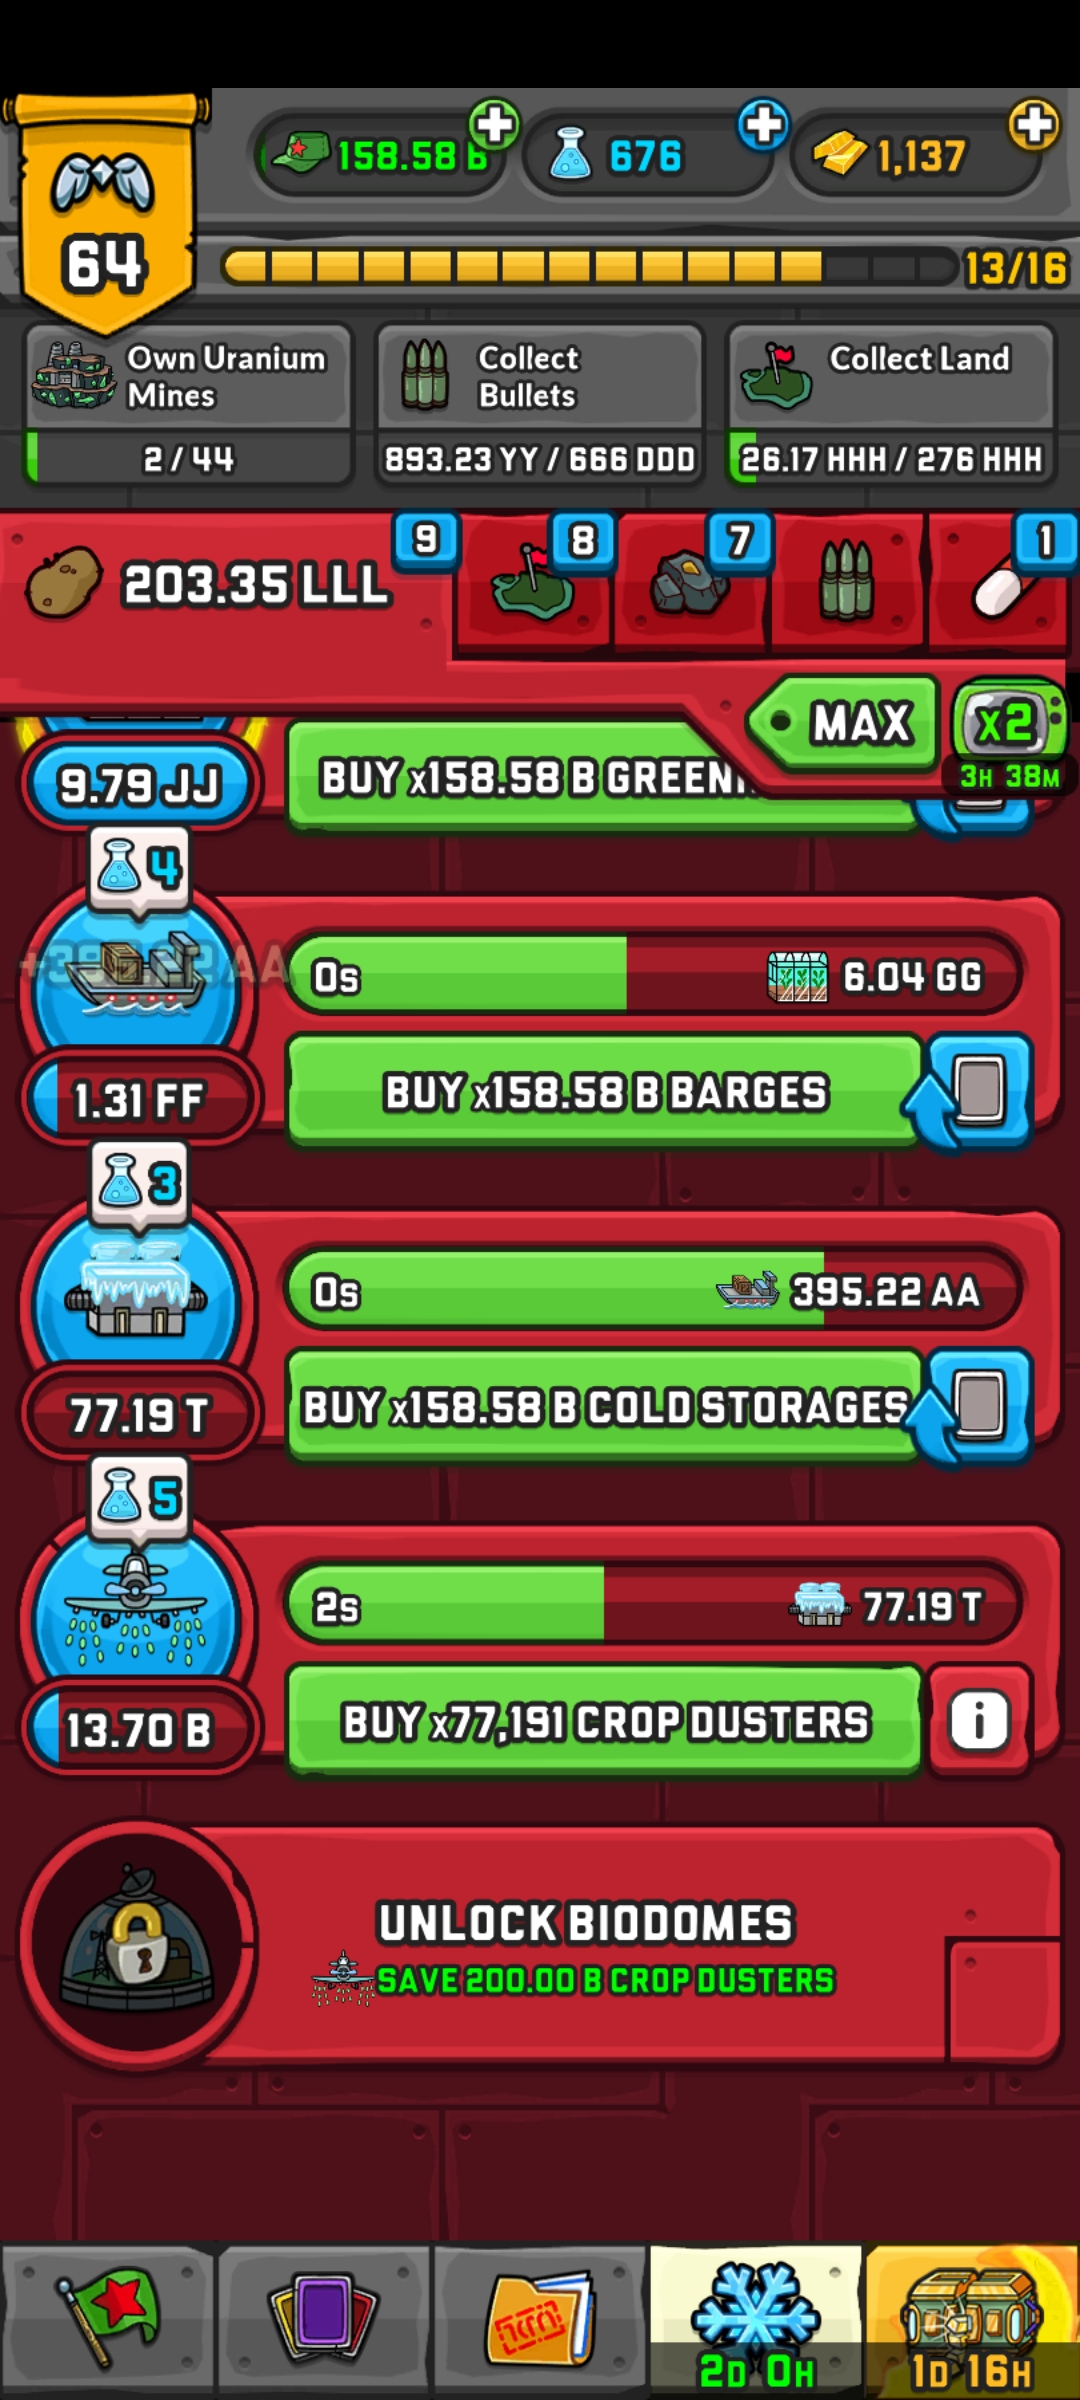 158.58 B
676
1,137
64
13/16
Own Uranium
Mines
2 / 44
Collect
Bullets
893.23 YY / 666 DDD
Collect Land
26.17 HHH / 276 HHH
203.35 LLL
9
8
7
1
MAX
x2
3H 38M
9.79 JJ
BUY x158.58 B
4
+395.22 AA
0s
6.04 GG
1.31 FF
BUY x158.58 B BARGES
3
0s
395.22 AA
77.19 T
BUY x158.58 B COLD STORAGES
5
2s
77.19 T
13.70 B
BUY x77,191 CROP DUSTERS
i
UNLOCK BIODOMES
SAVE 200.00 B CROP DUSTERS
2D 0H
1D 16H